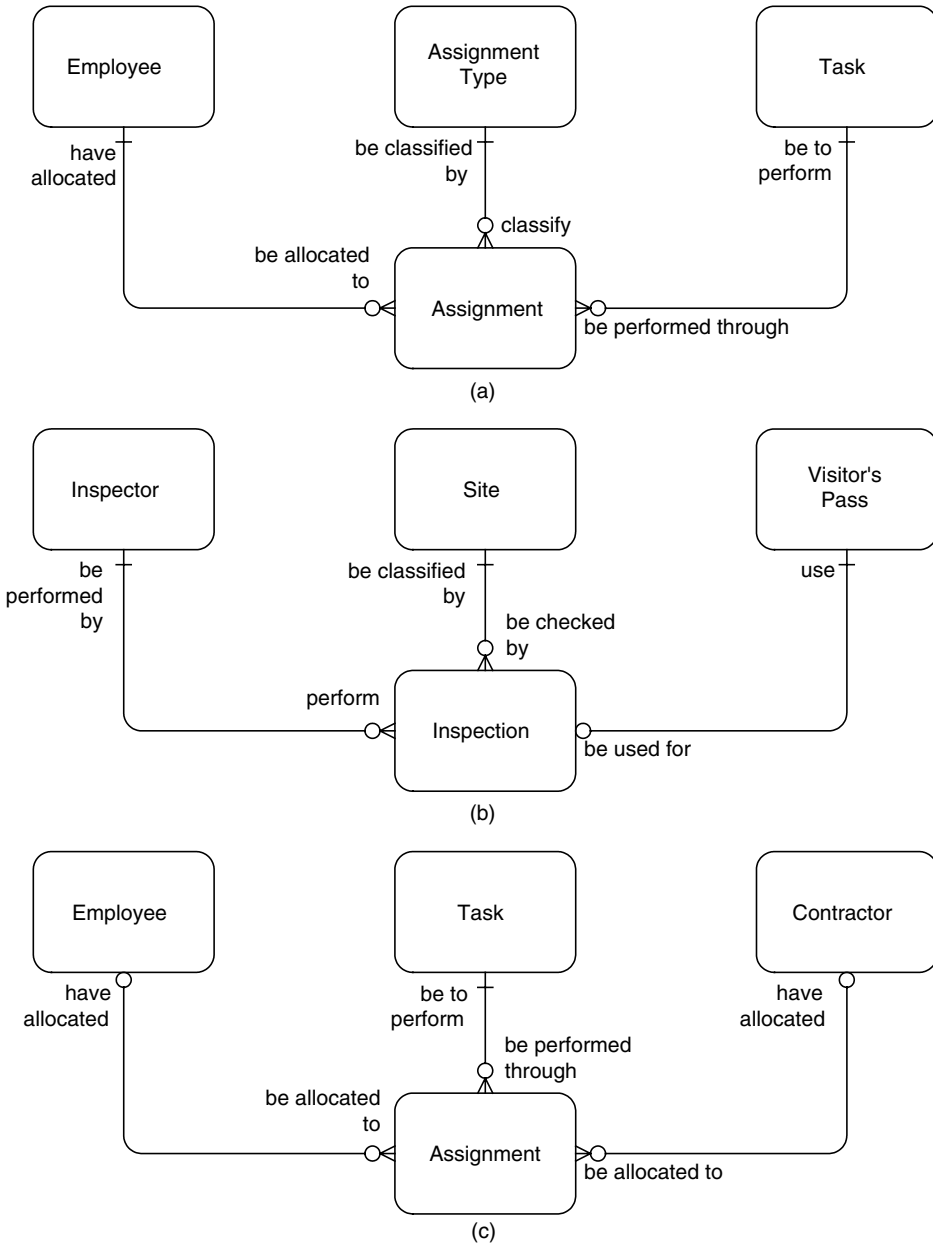 Employee
Assignment
Type
Task
have
allocated
be classified
by
be to
perform
classify
be allocated
to
Assignment
be performed through
(a)
Inspector
Site
Visitor's
Pass
be
performed
by
be classified
by
use
be checked
by
perform
Inspection
be used for
(b)
Employee
Task
Contractor
have
allocated
be to
perform
have
allocated
be performed
through
be allocated
to
Assignment
be allocated to
(c)